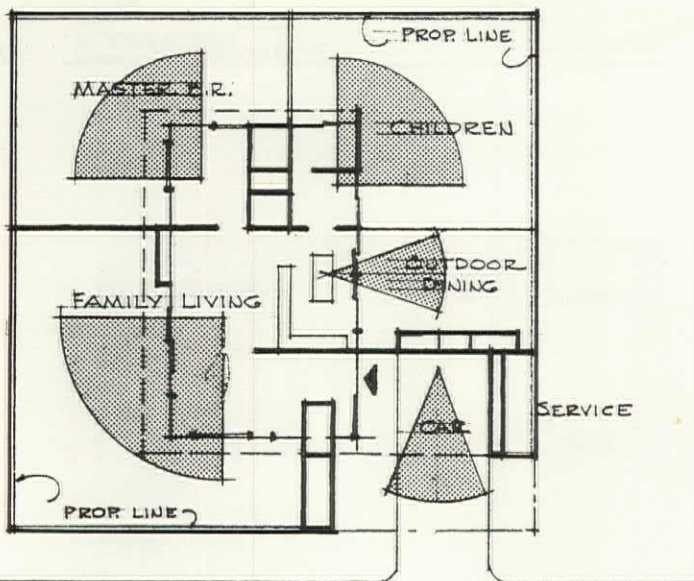 PROP. LINE
MASTER B.R.
CHILDREN
OUTDOOR
DINING
FAMILY LIVING
SERVICE
CAR
PROP. LINE